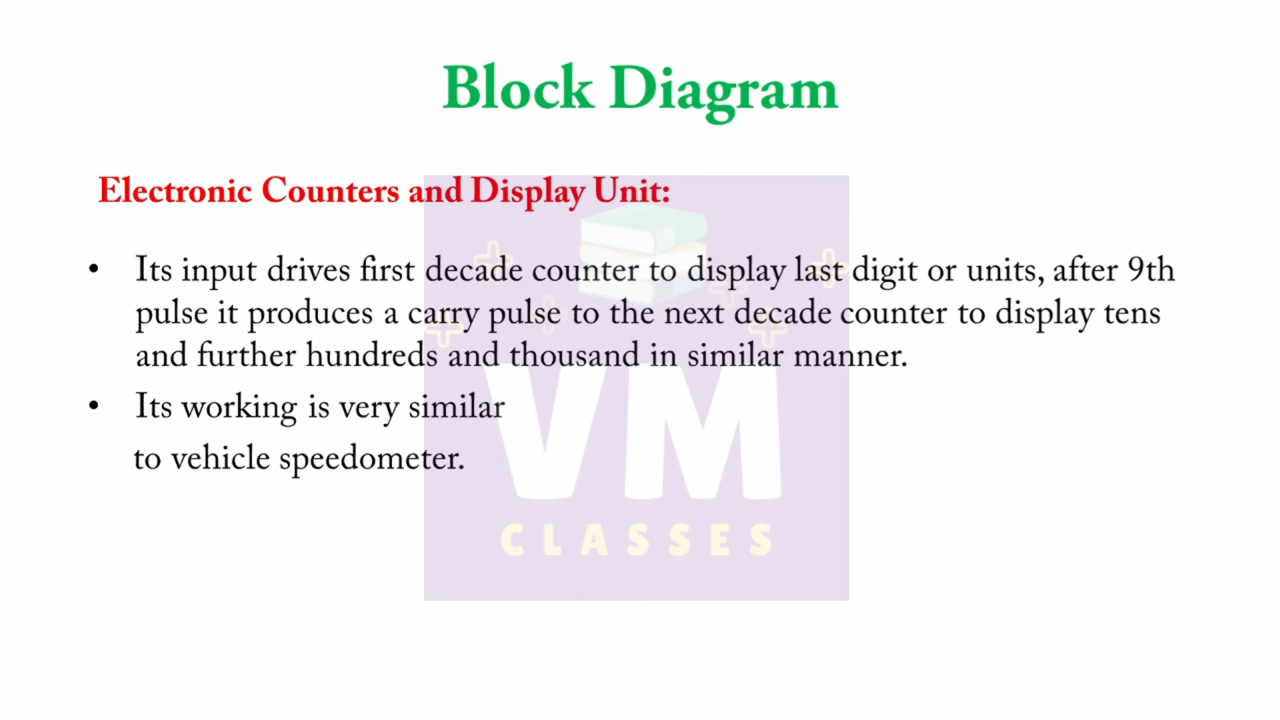 Block Diagram
Electronic Counters and Display Unit:
• Its input drives first decade counter to display last digit or units, after 9th
pulse it produces a carry pulse to the next decade counter to display tens
and further hundreds and thousand in similar manner.
• Its working is very similar
to vehicle speedometer.
VM
CLASSES